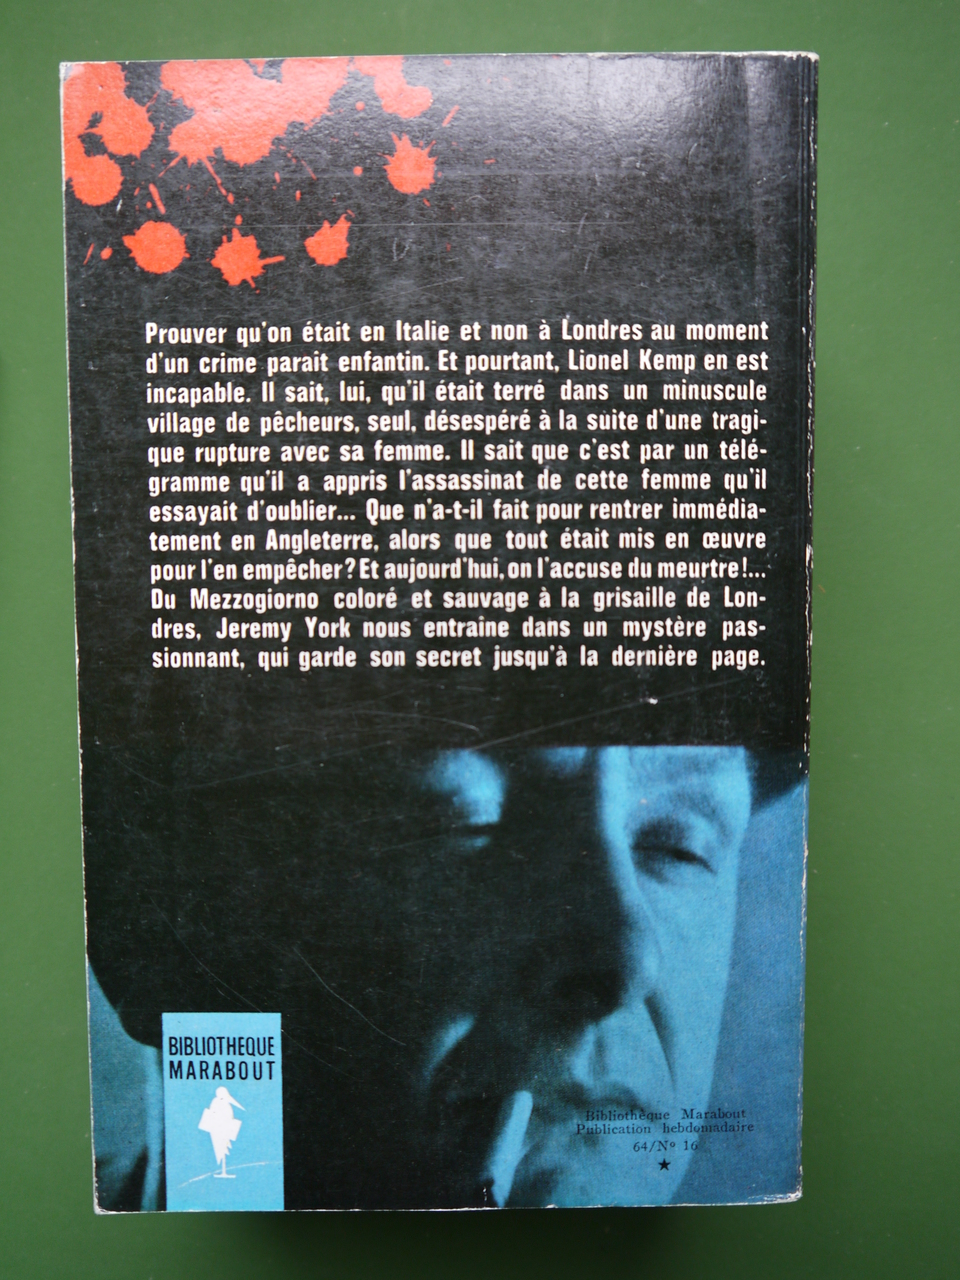 Prouver qu'on était en Italie et non à Londres au moment
d'un crime parait enfantin. Et pourtant, Lionel Kemp en est
incapable. Il sait, lui, qu'il était terré dans un minuscule
village de pêcheurs, seul, désespéré à la suite d'une tragi-
que rupture avec sa femme. Il sait que c'est par un télé-
gramme qu'il a appris l'assassinat de cette femme qu'il
essayait d'oublier... Que n'a-t-il fait pour rentrer immédia-
tement en Angleterre, alors que tout était mis en œuvre
pour l'en empêcher? Et aujourd'hui, on l'accuse du meurtre!...
Du Mezzogiorno coloré et sauvage à la grisaille de Lon-
dres, Jeremy York nous entraîne dans un mystère pas-
sionnant, qui garde son secret jusqu'à la dernière page.
BIBLIOTHEQUE
MARABOUT
Bibliothèque Marabout
Publication hebdomadaire
64/Nº 16